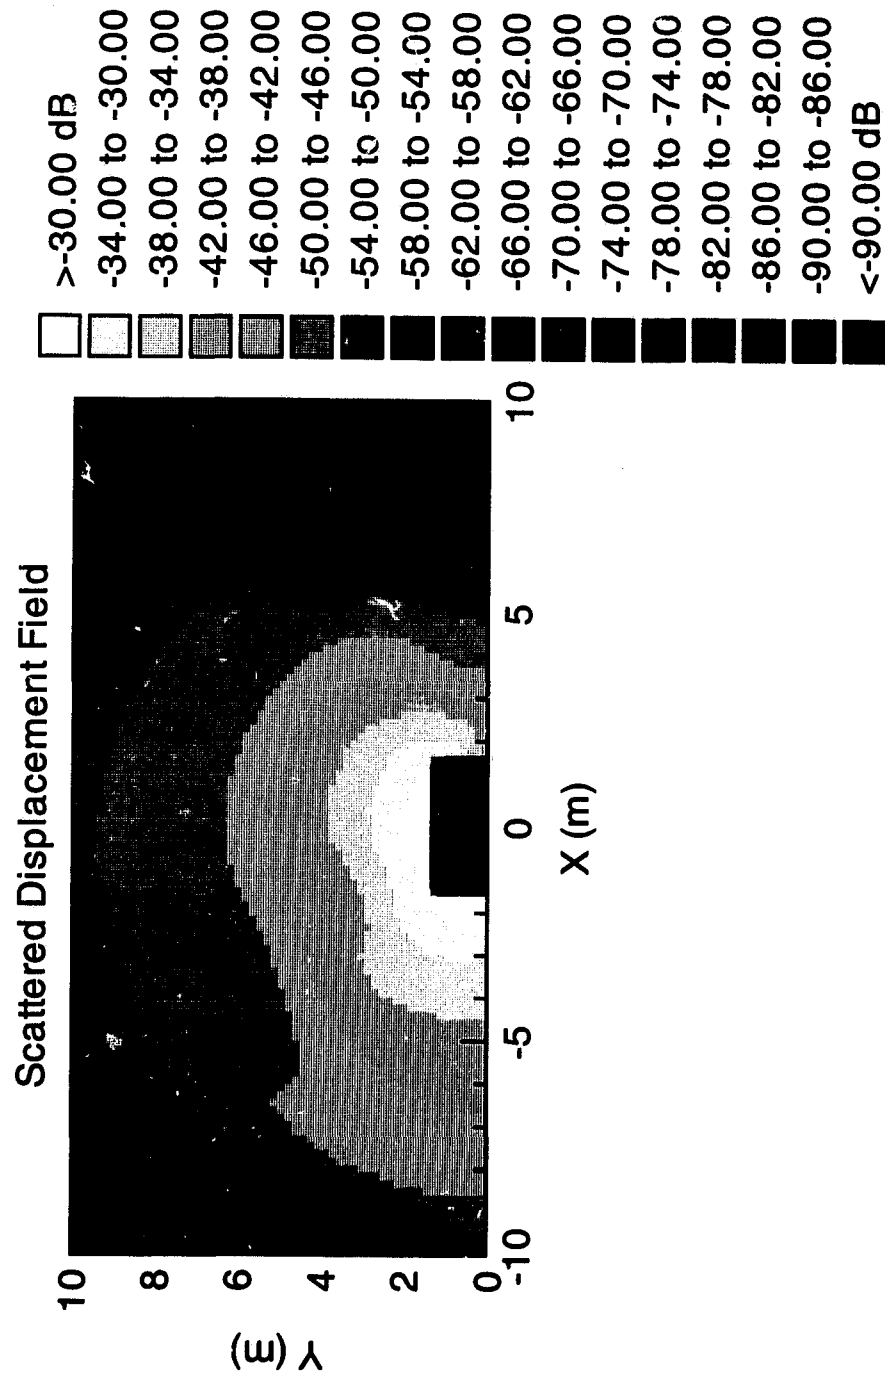 Scattered Displacement Field
Y (m)
10
8
6
4
2
0
-10
-5
0
5
10
X (m)
>-30.00 dB
-34.00 to -30.00
-38.00 to -34.00
-42.00 to -38.00
-46.00 to -42.00
-50.00 to -46.00
-54.00 to -50.00
-58.00 to -54.00
-62.00 to -58.00
-66.00 to -62.00
-70.00 to -66.00
-74.00 to -70.00
-78.00 to -74.00
-82.00 to -78.00
-86.00 to -82.00
-90.00 to -86.00
<-90.00 dB